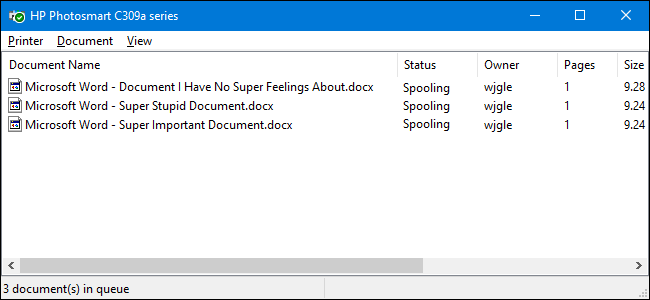 HP Photosmart C309a series
Printer Document View
Document Name Status Owner Pages Size
Microsoft Word - Document I Have No Super Feelings About.docx Spooling wjgle 1 9.28
Microsoft Word - Super Stupid Document.docx Spooling wjgle 1 9.24
Microsoft Word - Super Important Document.docx Spooling wjgle 1 9.24
3 document(s) in queue